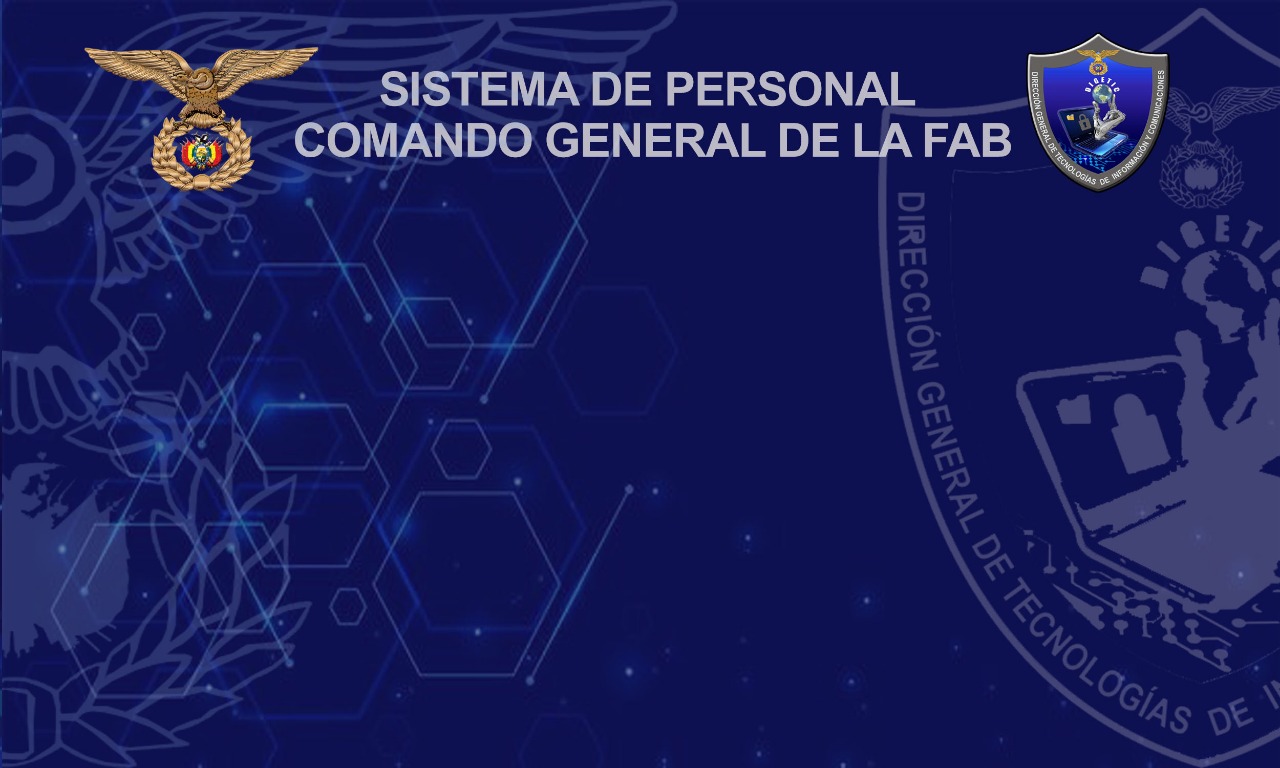 SISTEMA DE PERSONAL
COMANDO GENERAL DE LA FAB
DIGETIC
DIRECCIÓN GENERAL DE TECNOLOGÍAS DE INFORMACIÓN Y COMUNICACIONES
DIGETIC
DIRECCIÓN GENERAL DE TECNOLOGÍAS DE IN